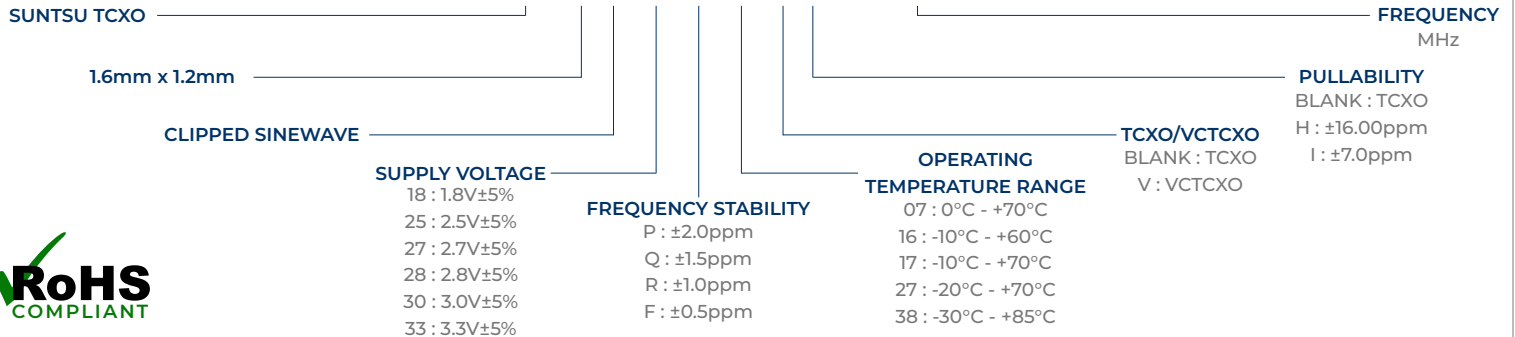 SUNTSU TCXO
FREQUENCY
MHz
1.6mm x 1.2mm
PULLABILITY
BLANK : TCXO
H : ±16.00ppm
I : ±7.0ppm
CLIPPED SINEWAVE
TCXO/VCTCXO
BLANK : TCXO
V : VCTCXO
SUPPLY VOLTAGE
18 : 1.8V±5%
25 : 2.5V±5%
27 : 2.7V±5%
28 : 2.8V±5%
30 : 3.0V±5%
33 : 3.3V±5%
FREQUENCY STABILITY
P : ±2.0ppm
Q : ±1.5ppm
R : ±1.0ppm
F : ±0.5ppm
OPERATING
TEMPERATURE RANGE
07 : 0°C - +70°C
16 : -10°C - +60°C
17 : -10°C - +70°C
27 : -20°C - +70°C
38 : -30°C - +85°C
RoHS
COMPLIANT